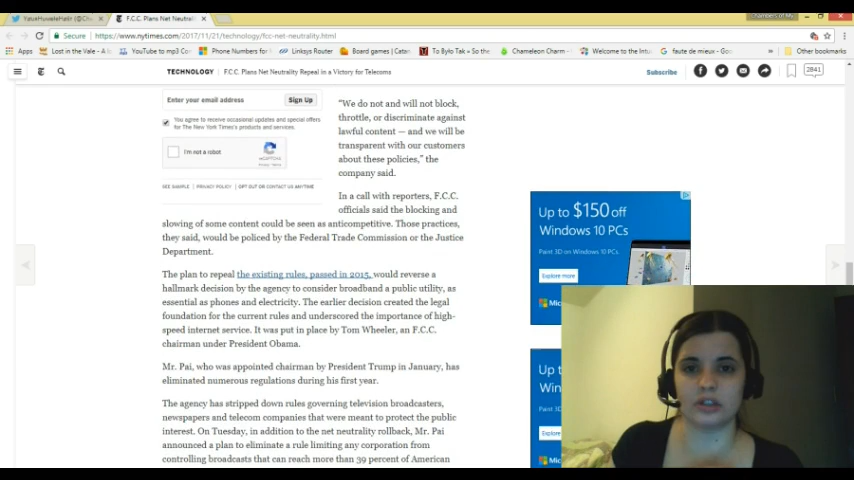 YavueHuweleHatir (@Che
F.C.C. Plans Net Neutrali
Chambers of My
Secure
https://www.nytimes.com/2017/11/21/technology/fcc-net-neutrality.html
Apps
Lost in the Vale - A D
YouTube to mp3 Co
Phone Numbers for
Linksys Router
Board games | Catan
To Było Tak « So the
Chameleon Charm -
Welcome to the Intu
faute de mieux - Goo
Other bookmarks
TECHNOLOGY
F.C.C. Plans Net Neutrality Repeal in a Victory for Telecoms
Subscribe
2841
Enter your email address
Sign Up
You agree to receive occasional updates and special offers
for The New York Times's products and services.
I'm not a robot
reCAPTCHA
Privacy - Terms
SEE SAMPLE
PRIVACY POLICY
OPT OUT OR CONTACT US ANYTIME
“We do not and will not block,
throttle, or discriminate against
lawful content — and we will be
transparent with our customers
about these policies,” the
company said.
In a call with reporters, F.C.C.
officials said the blocking and
slowing of some content could be seen as anticompetitive. Those practices,
they said, would be policed by the Federal Trade Commission or the Justice
Department.
The plan to repeal the existing rules, passed in 2015, would reverse a
hallmark decision by the agency to consider broadband a public utility, as
essential as phones and electricity. The earlier decision created the legal
foundation for the current rules and underscored the importance of high-
speed internet service. It was put in place by Tom Wheeler, an F.C.C.
chairman under President Obama.
Mr. Pai, who was appointed chairman by President Trump in January, has
eliminated numerous regulations during his first year.
The agency has stripped down rules governing television broadcasters,
newspapers and telecom companies that were meant to protect the public
interest. On Tuesday, in addition to the net neutrality rollback, Mr. Pai
announced a plan to eliminate a rule limiting any corporation from
controlling broadcasts that can reach more than 39 percent of American
Up to $150 off
Windows 10 PCs
Paint 3D on Windows 10 PCs
Explore more
Mic
Up t
Win
Paint 3D
Explore
Mic